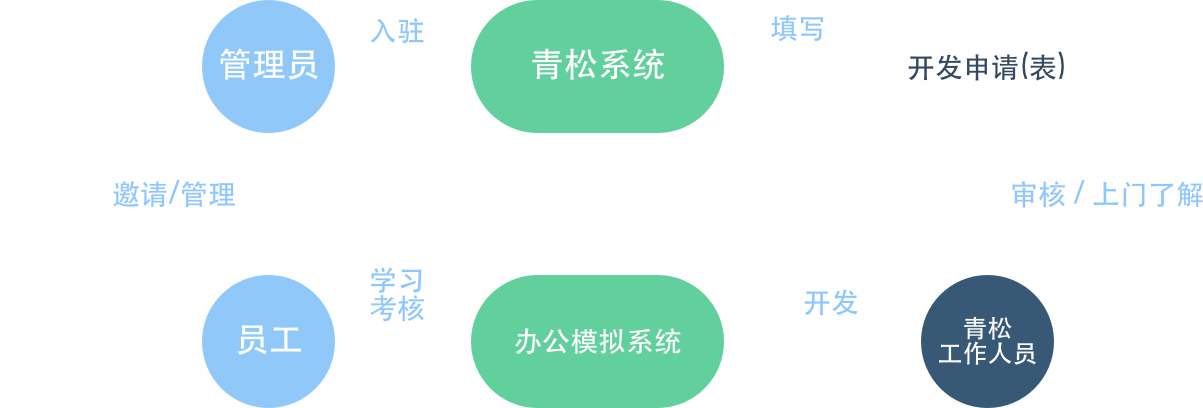 管理员
入驻
青松系统
填写
开发申请(表)
邀请/管理
审核 / 上门了解
员工
学习
考核
办公模拟系统
开发
青松
工作人员